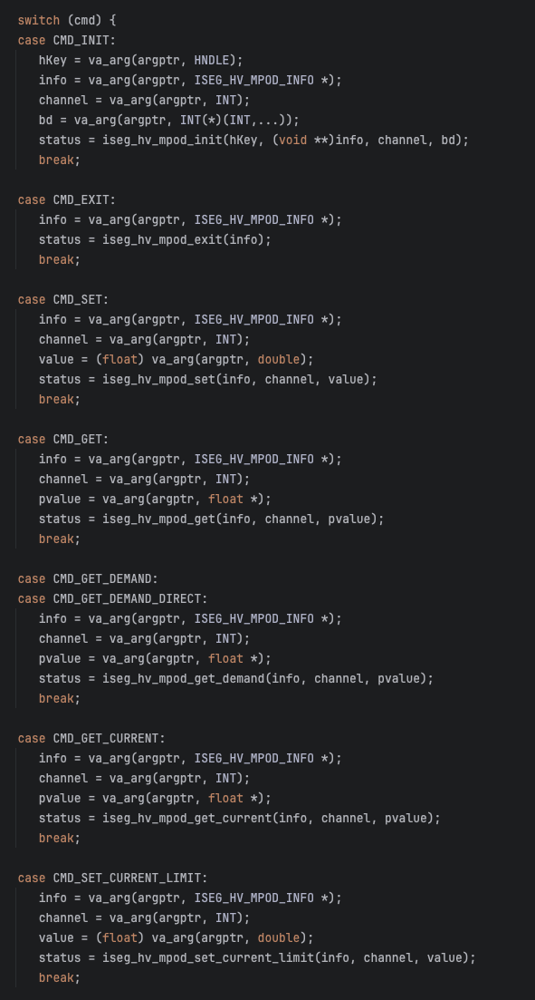 switch (cmd) {
case CMD_INIT:
   hKey = va_arg(argptr, HNDLE);
   info = va_arg(argptr, ISEG_HV_MPOD_INFO *);
   channel = va_arg(argptr, INT);
   bd = va_arg(argptr, INT(*)(INT,...));
   status = iseg_hv_mpod_init(hKey, (void **)info, channel, bd);
   break;

case CMD_EXIT:
   info = va_arg(argptr, ISEG_HV_MPOD_INFO *);
   status = iseg_hv_mpod_exit(info);
   break;

case CMD_SET:
   info = va_arg(argptr, ISEG_HV_MPOD_INFO *);
   channel = va_arg(argptr, INT);
   value = (float) va_arg(argptr, double);
   status = iseg_hv_mpod_set(info, channel, value);
   break;

case CMD_GET:
   info = va_arg(argptr, ISEG_HV_MPOD_INFO *);
   channel = va_arg(argptr, INT);
   pvalue = va_arg(argptr, float *);
   status = iseg_hv_mpod_get(info, channel, pvalue);
   break;

case CMD_GET_DEMAND:
case CMD_GET_DEMAND_DIRECT:
   info = va_arg(argptr, ISEG_HV_MPOD_INFO *);
   channel = va_arg(argptr, INT);
   pvalue = va_arg(argptr, float *);
   status = iseg_hv_mpod_get_demand(info, channel, pvalue);
   break;

case CMD_GET_CURRENT:
   info = va_arg(argptr, ISEG_HV_MPOD_INFO *);
   channel = va_arg(argptr, INT);
   pvalue = va_arg(argptr, float *);
   status = iseg_hv_mpod_get_current(info, channel, pvalue);
   break;

case CMD_SET_CURRENT_LIMIT:
   info = va_arg(argptr, ISEG_HV_MPOD_INFO *);
   channel = va_arg(argptr, INT);
   value = (float) va_arg(argptr, double);
   status = iseg_hv_mpod_set_current_limit(info, channel, value);
   break;